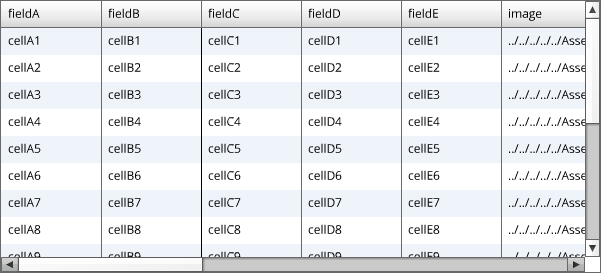 fieldA fieldB fieldC fieldD fieldE image
cellA1 cellB1 cellC1 cellD1 cellE1 ../../../../../Asse
cellA2 cellB2 cellC2 cellD2 cellE2 ../../../../../Asse
cellA3 cellB3 cellC3 cellD3 cellE3 ../../../../../Asse
cellA4 cellB4 cellC4 cellD4 cellE4 ../../../../../Asse
cellA5 cellB5 cellC5 cellD5 cellE5 ../../../../../Asse
cellA6 cellB6 cellC6 cellD6 cellE6 ../../../../../Asse
cellA7 cellB7 cellC7 cellD7 cellE7 ../../../../../Asse
cellA8 cellB8 cellC8 cellD8 cellE8 ../../../../../Asse
cellA9 cellB9 cellC9 cellD9 cellE9 ../../../../../Asse